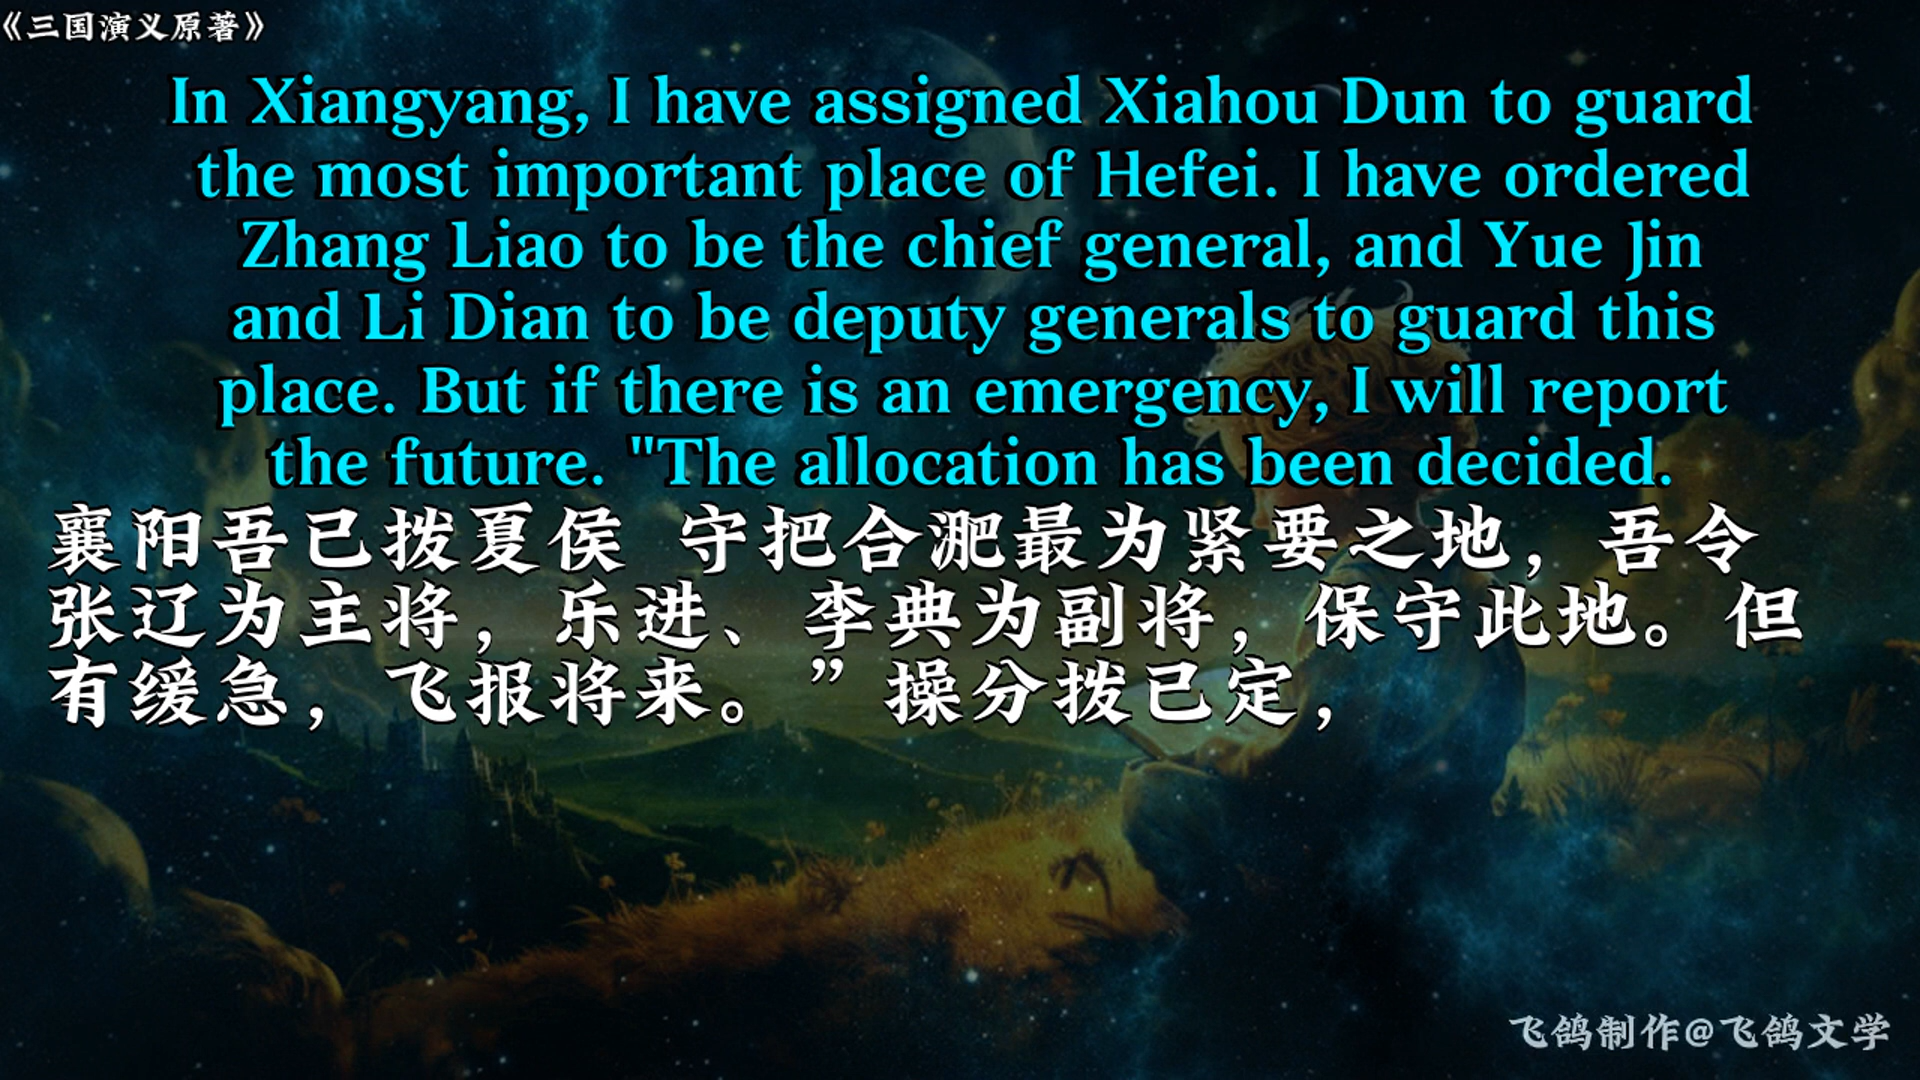 《三国演义原著》
In Xiangyang, I have assigned Xiahou Dun to guard
the most important place of Hefei. I have ordered
Zhang Liao to be the chief general, and Yue Jin
and Li Dian to be deputy generals to guard this
place. But if there is an emergency, I will report
the future. "The allocation has been decided.
襄阳吾已拨夏侯 守把合淝最为紧要之地，吾令
张辽为主将，乐进、李典为副将，保守此地。但
有缓急，飞报将来。”操分拨已定，
飞鸽制作@飞鸽文学